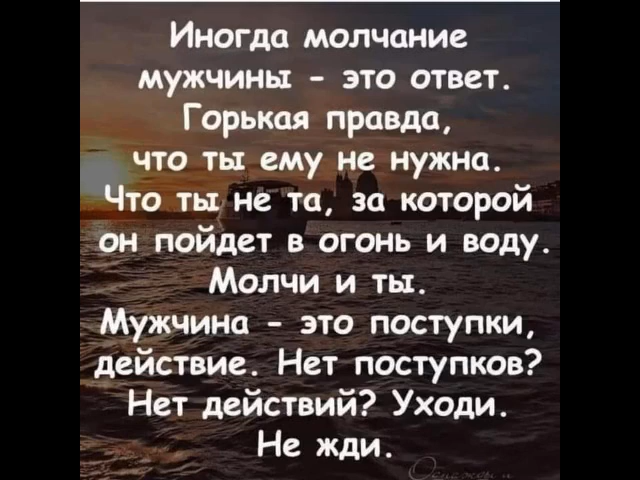 Иногда молчание
мужчины - это ответ.
Горькая правда,
что ты ему не нужна.
Что ты не та, за которой
он пойдет в огонь и воду.
Молчи и ты.
Мужчина - это поступки,
действие. Нет поступков?
Нет действий? Уходи.
Не жди.